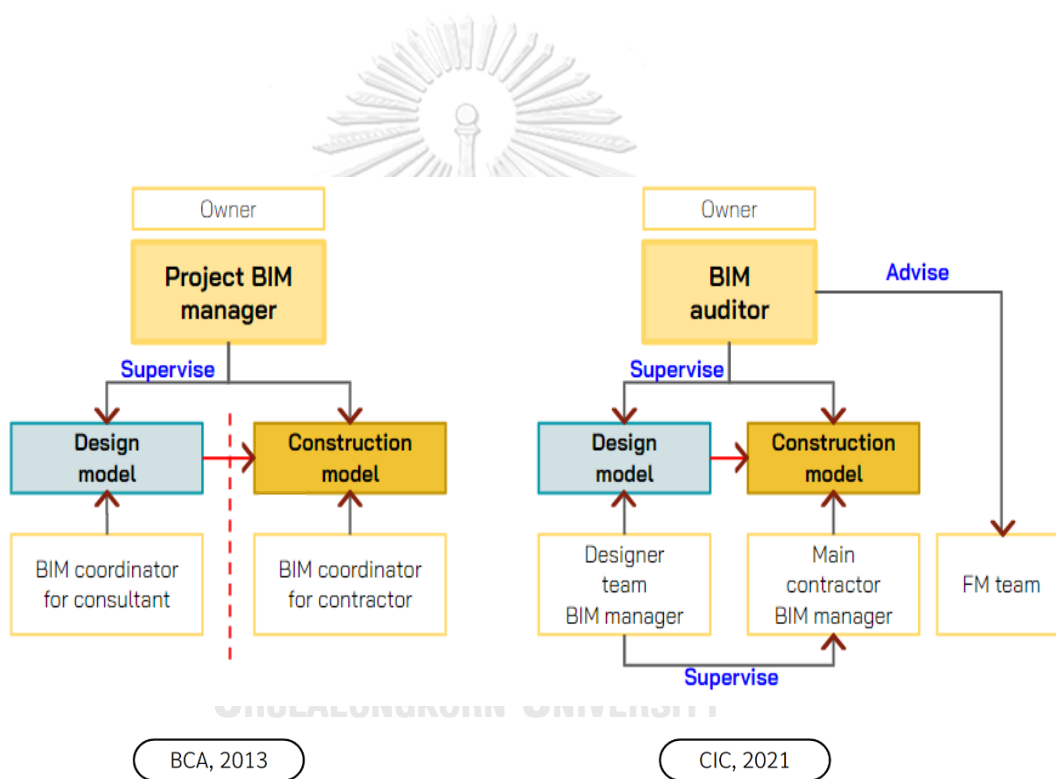 Owner
Project BIM
manager
Supervise
Design
model
Construction
model
BIM coordinator
for consultant
BIM coordinator
for contractor
BCA, 2013
Owner
BIM
auditor
Advise
Supervise
Design
model
Construction
model
Designer
team
BIM manager
Main
contractor
BIM manager
FM team
Supervise
CHULALONGKORN UNIVERSITY
CIC, 2021